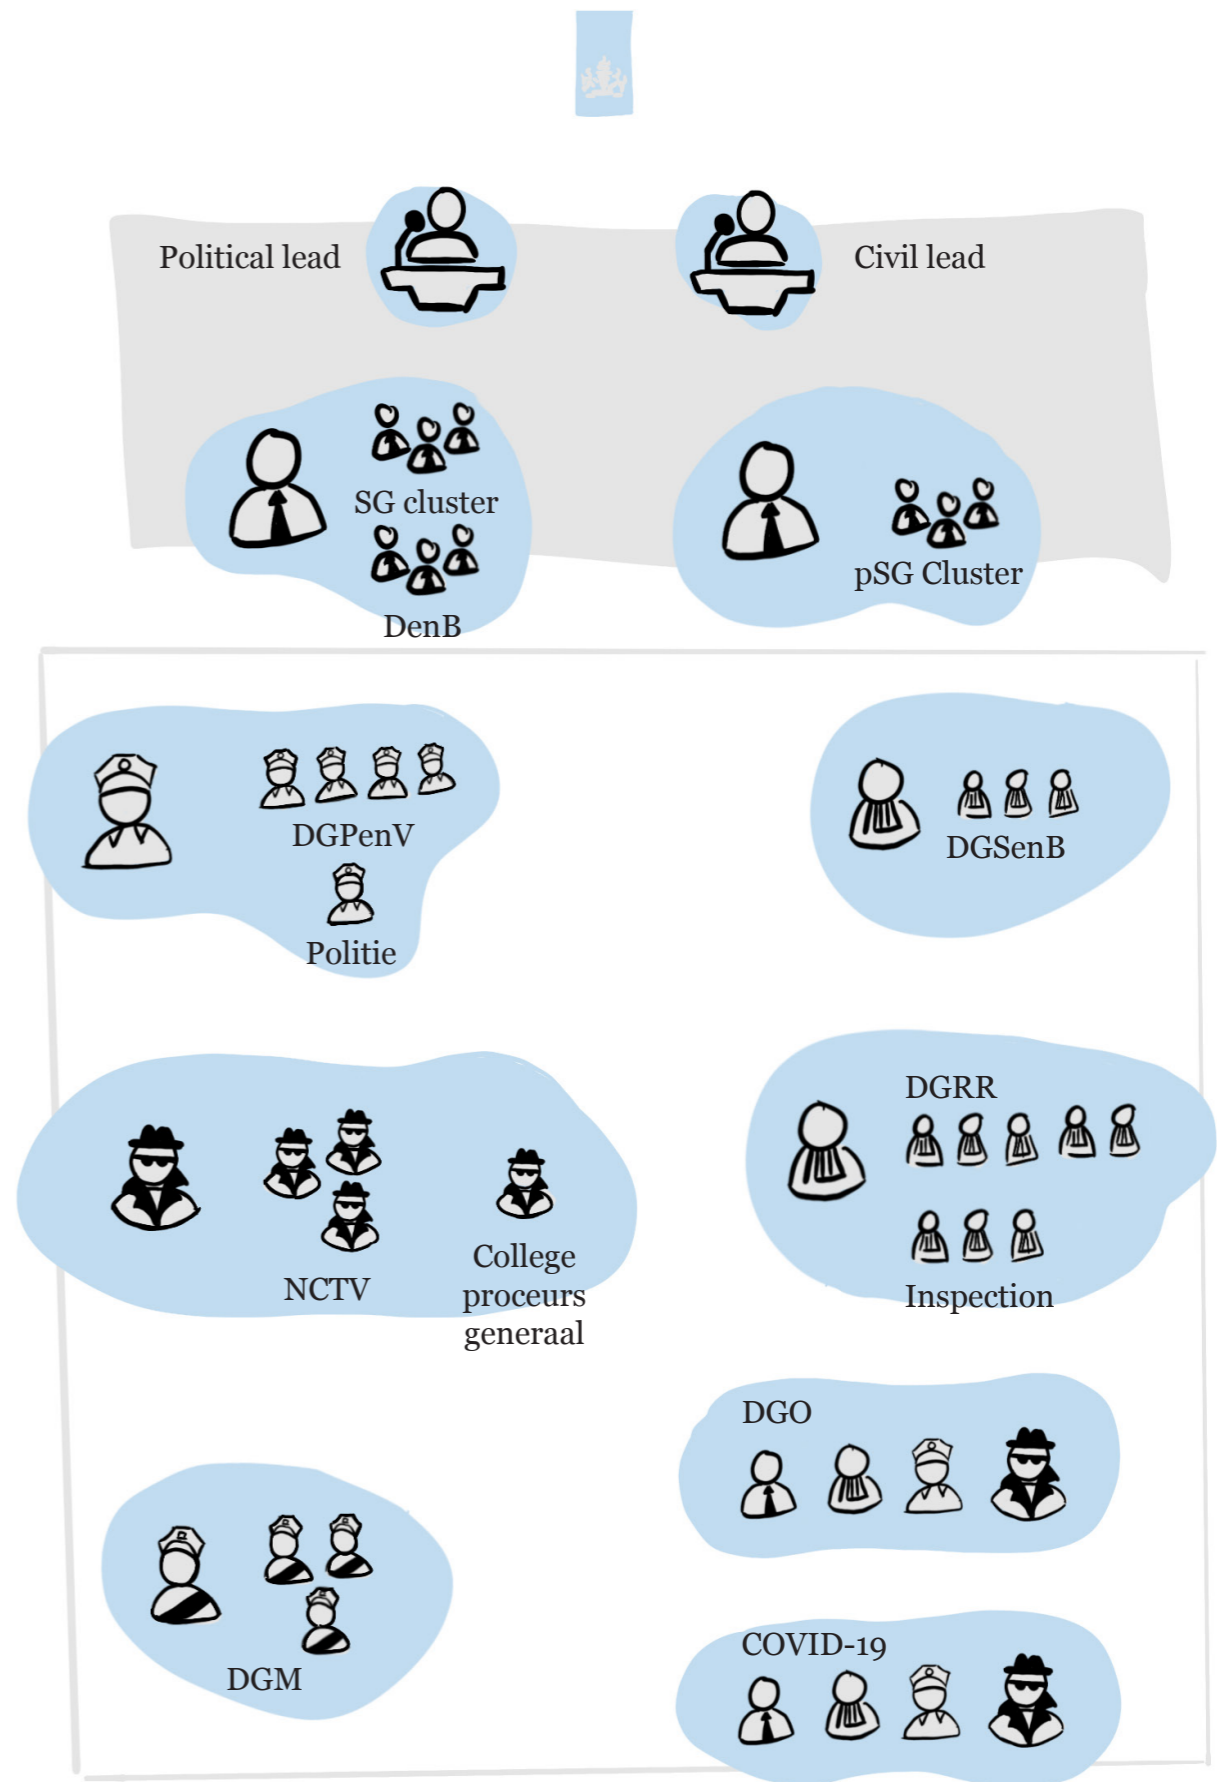 Political lead
Civil lead
SG cluster
DenB
pSG Cluster
DGPenV
Politie
DGSenB
NCTV
College
proceurs
generaal
DGRR
Inspection
DGO
DGM
COVID-19